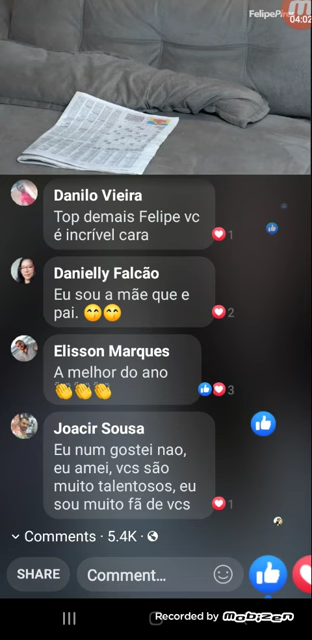 04:02
Danilo Vieira
Top demais Felipe vc
é incrível cara
1
Danielly Falcão
Eu sou a mãe que e
pai. 😁😁
2
Elisson Marques
A melhor do ano
👏👏👏
3
Joacir Sousa
Eu num gostei nao,
eu amei, vcs são
muito talentosos, eu
sou muito fã de vcs
1
Comments · 5.4K ·
SHARE
Comment...
Recorded by mobizen